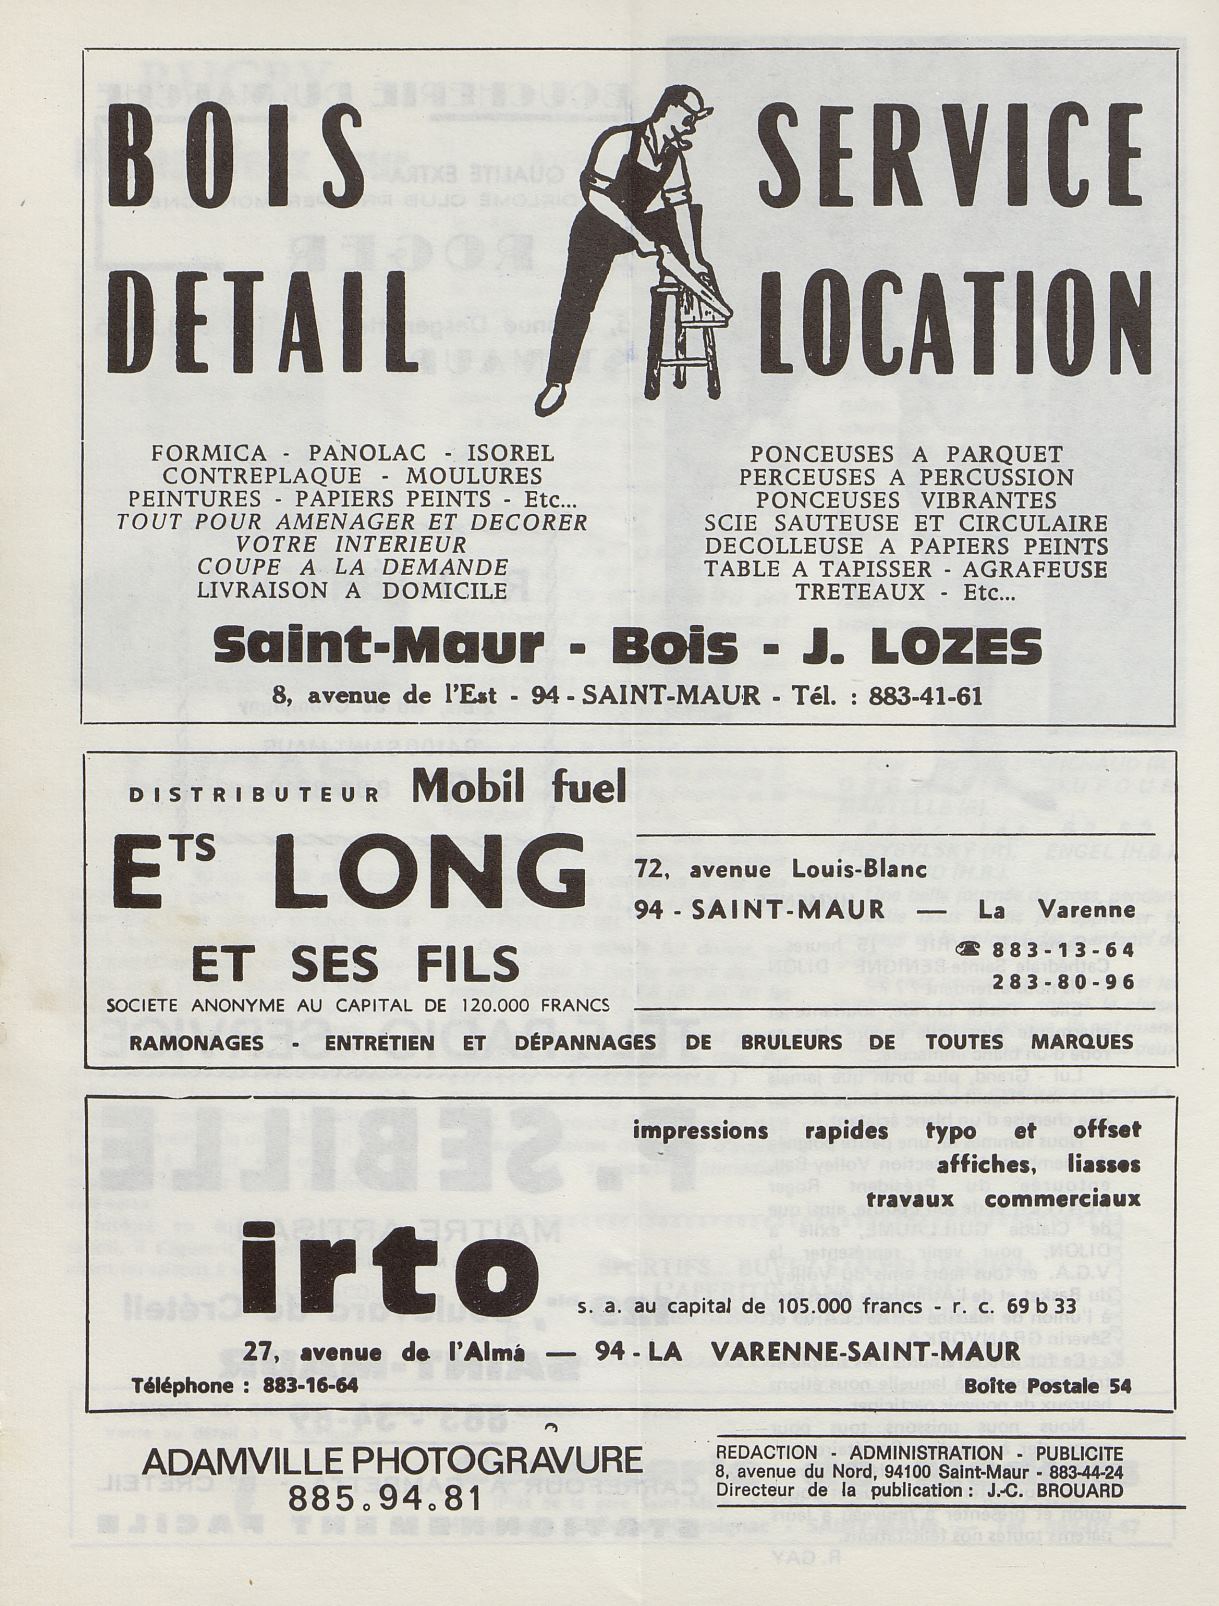 BOIS
DETAIL
SERVICE
LOCATION
FORMICA - PANOLAC - ISOREL
CONTREPLAQUE - MOULURES
PEINTURES - PAPIERS PEINTS - Etc...
TOUT POUR AMENAGER ET DECORER
VOTRE INTERIEUR
COUPE A LA DEMANDE
LIVRAISON A DOMICILE
PONCEUSES A PARQUET
PERCEUSES A PERCUSSION
PONCEUSES VIBRANTES
SCIE SAUTEUSE ET CIRCULAIRE
DECOLLEUSE A PAPIERS PEINTS
TABLE A TAPISSER - AGRAFEUSE
TRETEAUX - Etc...
Saint-Maur - Bois - J. LOZES
8, avenue de l'Est - 94 - SAINT-MAUR - Tél. : 883-41-61
DISTRIBUTEUR Mobil fuel
ETS LONG
ET SES FILS
SOCIETE ANONYME AU CAPITAL DE 120.000 FRANCS
72, avenue Louis-Blanc
94 - SAINT-MAUR — La Varenne
☎ 883-13-64
283-80-96
RAMONAGES - ENTRETIEN ET DÉPANNAGES DE BRULEURS DE TOUTES MARQUES
impressions rapides typo et offset
affiches, liasses
travaux commerciaux
irto
s. a. au capital de 105.000 francs - r. c. 69 b 33
27, avenue de l'Alma — 94 - LA VARENNE-SAINT-MAUR
Téléphone : 883-16-64
Boîte Postale 54
ADAMVILLE PHOTOGRAVURE
885.94.81
REDACTION - ADMINISTRATION - PUBLICITE
8, avenue du Nord, 94100 Saint-Maur - 883-44-24
Directeur de la publication : J.-C. BROUARD